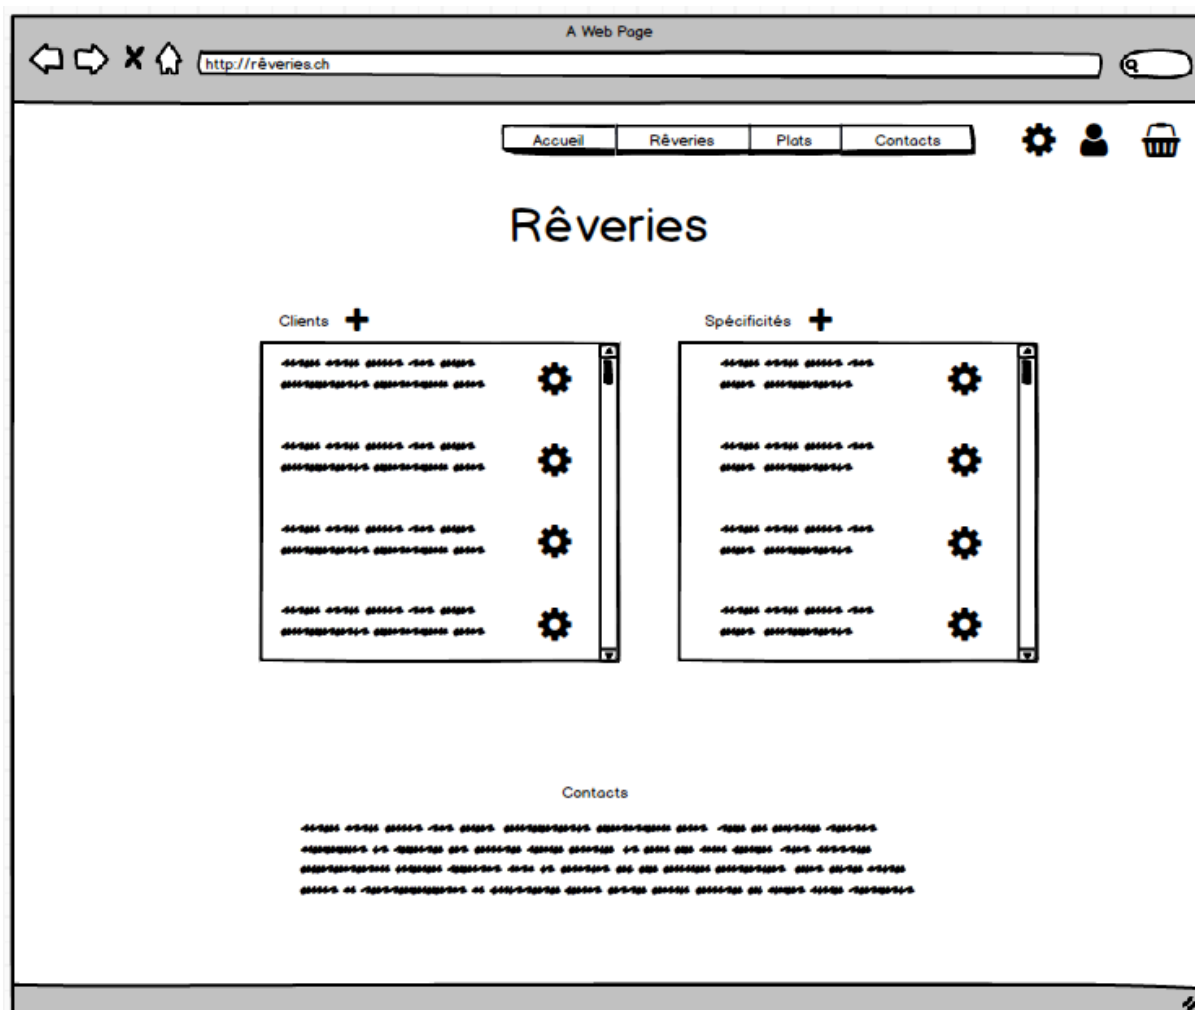 A Web Page
http://rêveries.ch
Accueil Rêveries Plats Contacts
Rêveries
Clients
Spécificités
Contacts